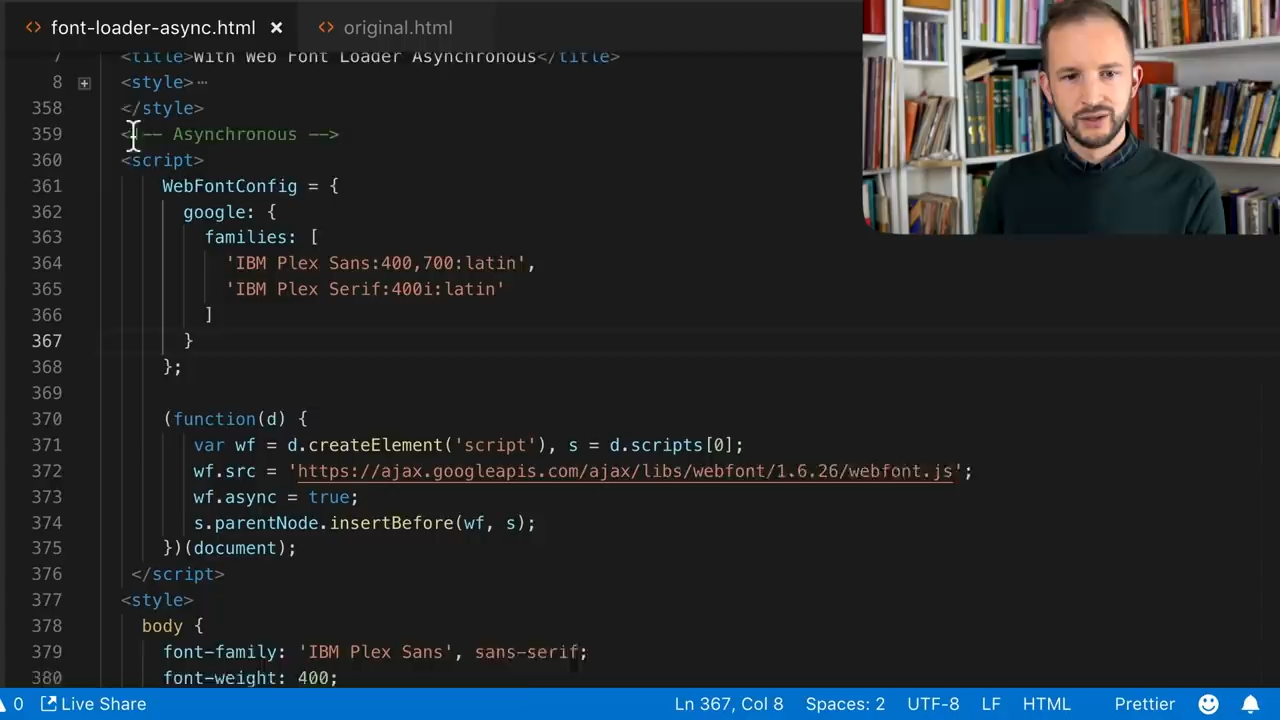 font-loader-async.html × original.html
7 <title>With Web Font Loader Asynchronous</title>
8 <style>
358 </style>
359 <!-- Asynchronous -->
360 <script>
361 WebFontConfig = {
362 google: {
363 families: [
364 'IBM Plex Sans:400,700:latin',
365 'IBM Plex Serif:400i:latin'
366 ]
367 }
368 };
369
370 (function(d) {
371 var wf = d.createElement('script'), s = d.scripts[0];
372 wf.src = 'https://ajax.googleapis.com/ajax/libs/webfont/1.6.26/webfont.js';
373 wf.async = true;
374 s.parentNode.insertBefore(wf, s);
375 })(document);
376 </script>
377 <style>
378 body {
379 font-family: 'IBM Plex Sans', sans-serif;
380 font-weight: 400;
0 Live Share Ln 367, Col 8 Spaces: 2 UTF-8 LF HTML Prettier